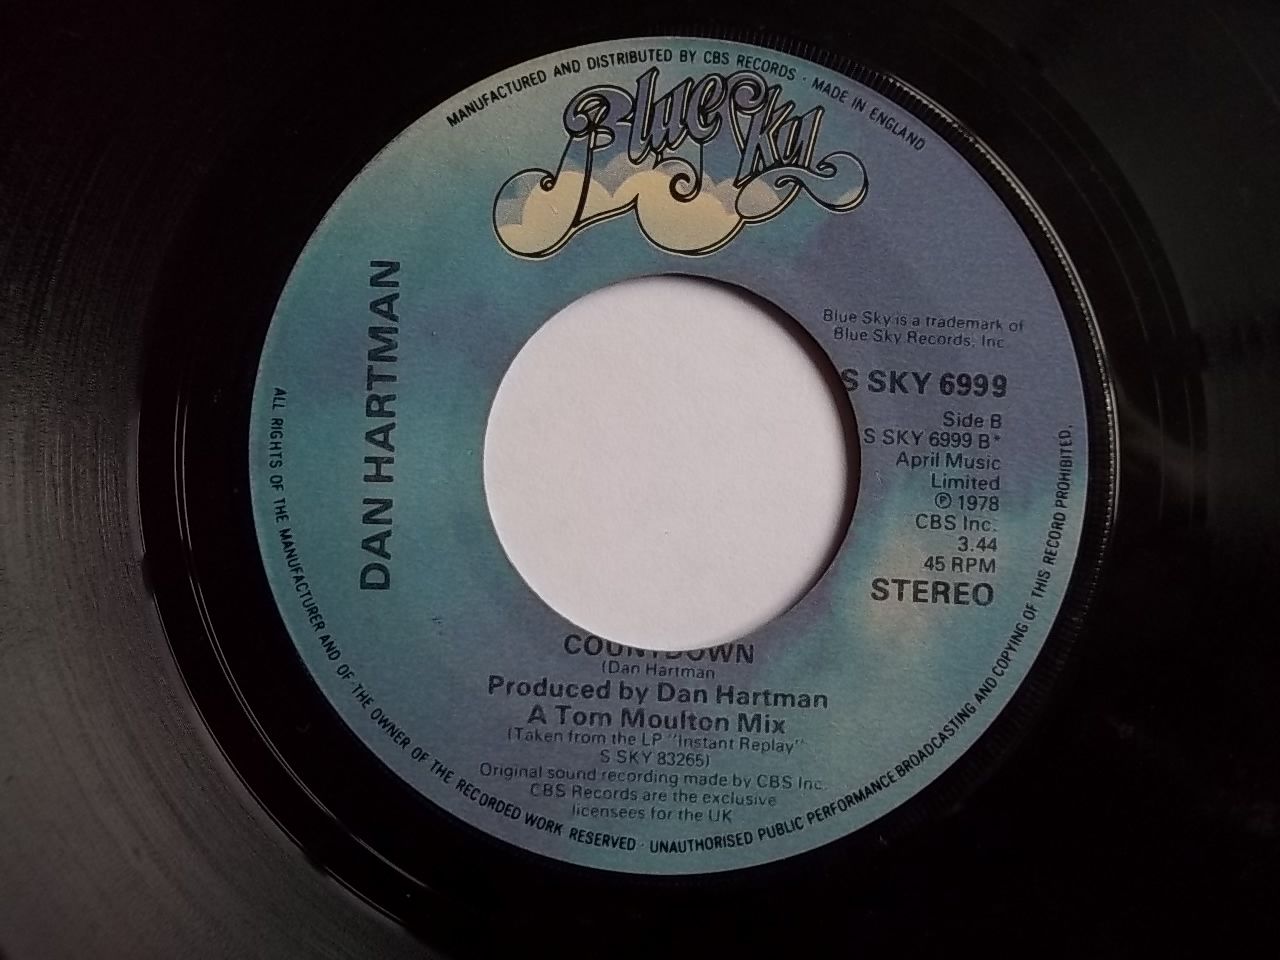 MANUFACTURED AND DISTRIBUTED BY CBS RECORDS · MADE IN ENGLAND
Blue Sky
DAN HARTMAN
Blue Sky is a trademark of
Blue Sky Records, Inc
S SKY 6999
Side B
S SKY 6999 B*
April Music
Limited
℗ 1978
CBS Inc.
3.44
45 RPM
STEREO
COUNTDOWN
(Dan Hartman
Produced by Dan Hartman
A Tom Moulton Mix
(Taken from the LP "Instant Replay"
S SKY 83265)
Original sound recording made by CBS Inc.
CBS Records are the exclusive
licensees for the UK
ALL RIGHTS OF THE MANUFACTURER AND OF THE OWNER OF THE RECORDED WORK RESERVED · UNAUTHORISED PUBLIC PERFORMANCE BROADCASTING AND COPYING OF THIS RECORD PROHIBITED.